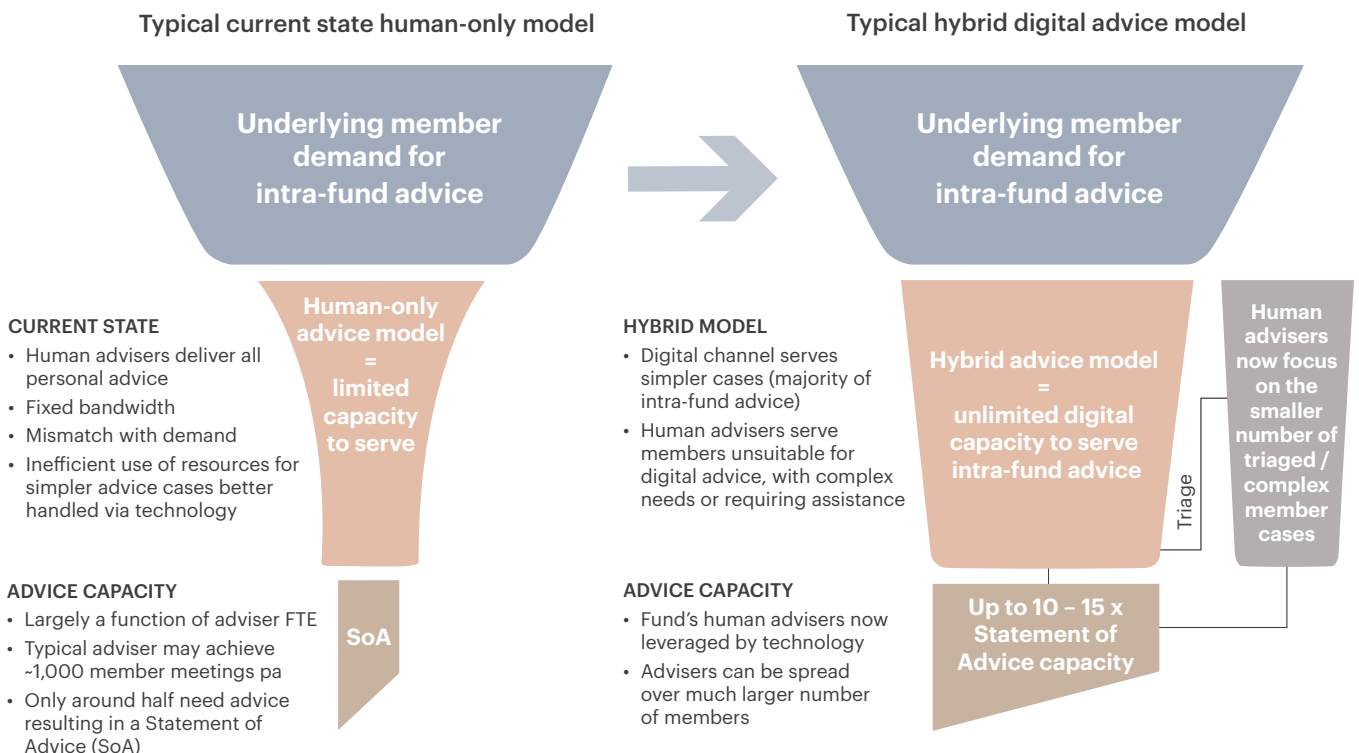 Typical current state human-only model
Underlying member
demand for
intra-fund advice
CURRENT STATE
• Human advisers deliver all
personal advice
• Fixed bandwidth
• Mismatch with demand
• Inefficient use of resources for
simpler advice cases better
handled via technology
Human-only
advice model
=
limited
capacity
to serve
ADVICE CAPACITY
• Largely a function of adviser FTE
• Typical adviser may achieve
~1,000 member meetings pa
• Only around half need advice
resulting in a Statement of
Advice (SoA)
SoA
Typical hybrid digital advice model
Underlying member
demand for
intra-fund advice
HYBRID MODEL
• Digital channel serves
simpler cases (majority of
intra-fund advice)
• Human advisers serve
members unsuitable for
digital advice, with complex
needs or requiring assistance
Hybrid advice model
=
unlimited digital
capacity to serve
intra-fund advice
Triage
Human
advisers
now focus
on the
smaller
number of
triaged /
complex
member
cases
ADVICE CAPACITY
• Fund's human advisers now
leveraged by technology
• Advisers can be spread
over much larger number
of members
Up to 10 – 15 x
Statement of
Advice capacity